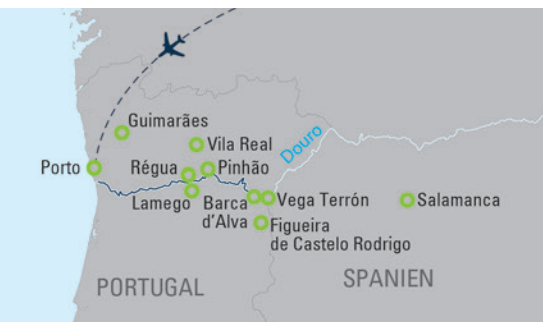 Guimarães
Vila Real
Douro
Porto
Régua
Pinhão
Lamego
Barca
d'Alva
Vega Terrón
Salamanca
Figueira
de Castelo Rodrigo
PORTUGAL
SPANIEN